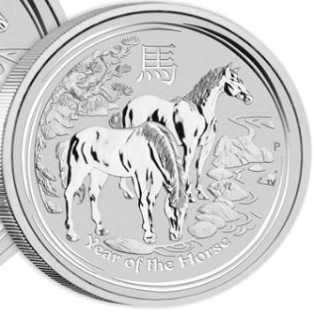 馬
P
Year of the Horse